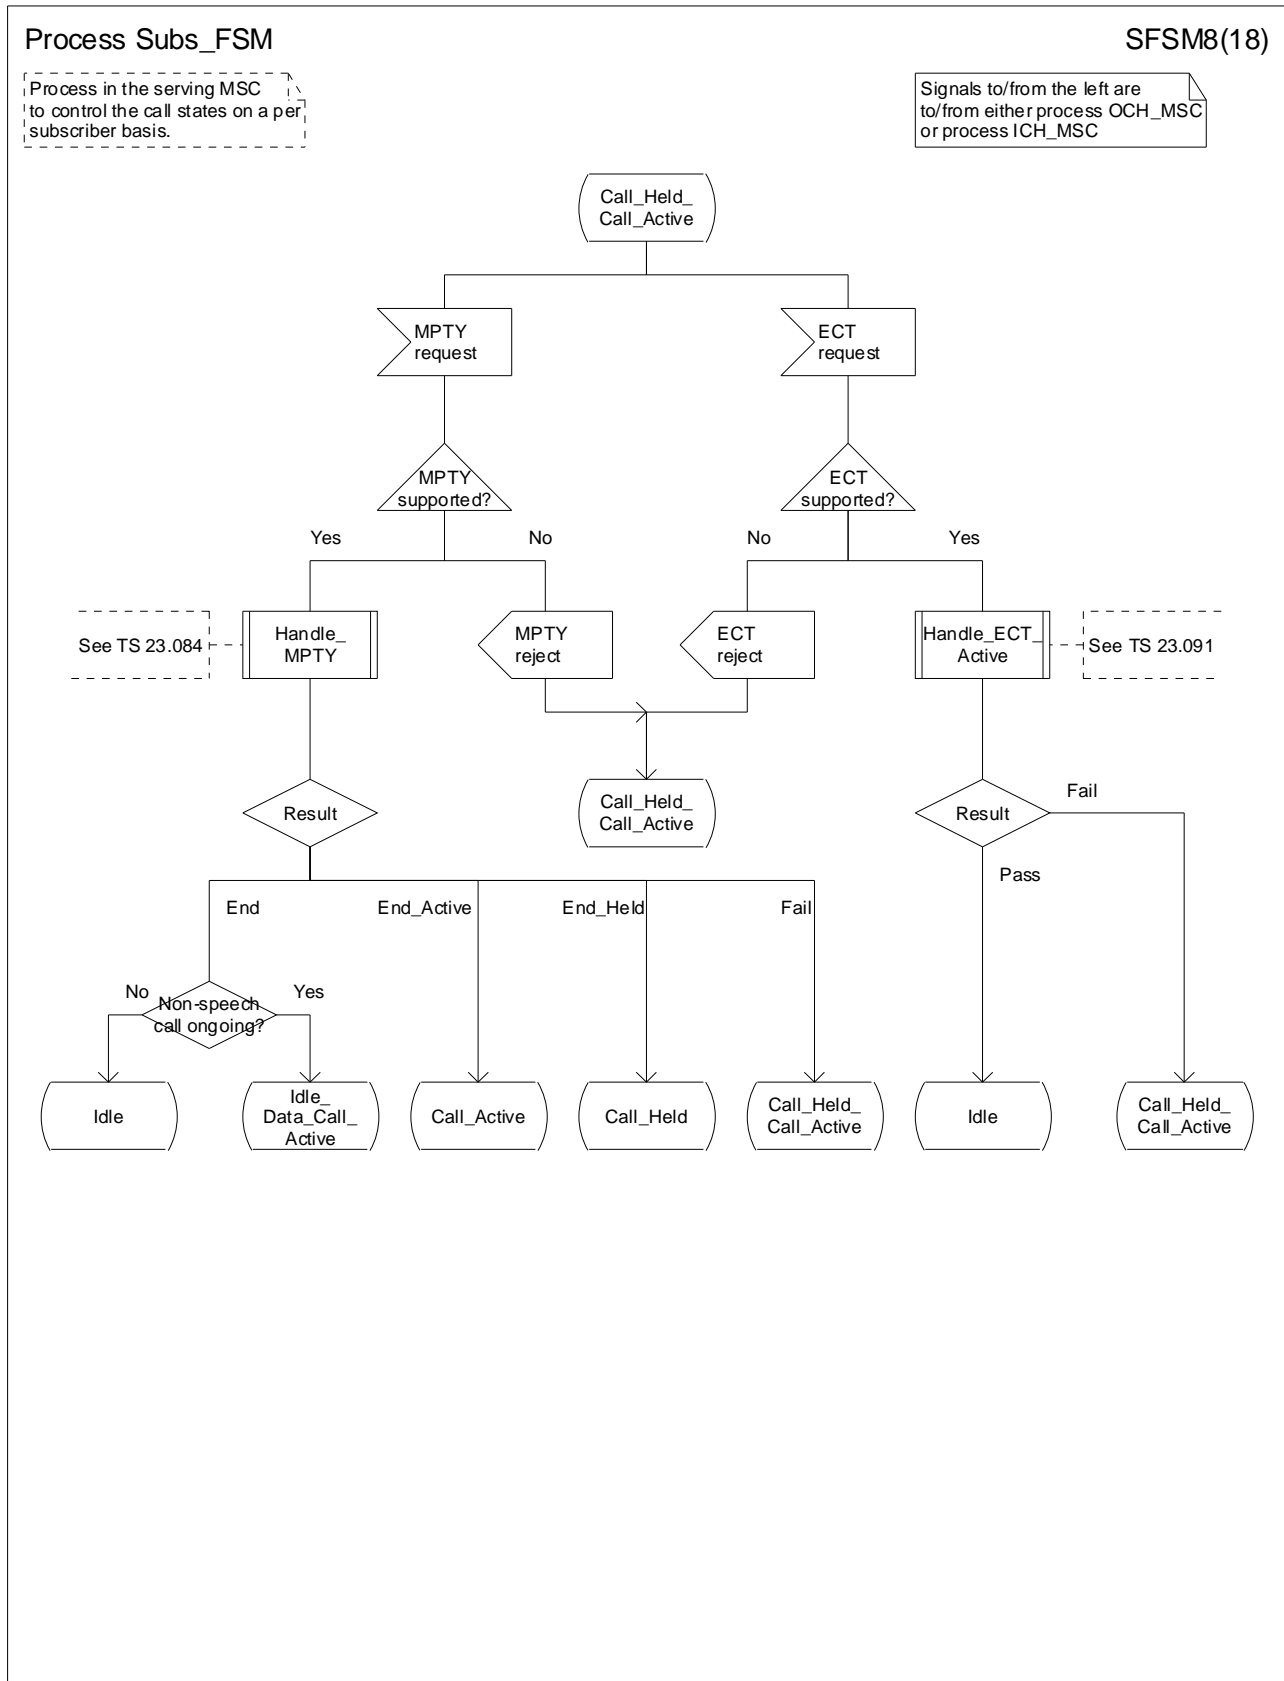 Process Subs_FSM
SFSM8(18)
Process in the serving MSC
to control the call states on a per
subscriber basis.
Signals to/from the left are
to/from either process OCH_MSC
or process ICH_MSC
Call_Held_
Call_Active
MPTY
request
ECT
request
MPTY
supported?
ECT
supported?
Yes
No
No
Yes
See TS 23.084
Handle_
MPTY
MPTY
reject
ECT
reject
Handle_ECT_
Active
See TS 23.091
Result
Call_Held_
Call_Active
Result
Fail
Pass
End
End_Active
End_Held
Fail
No
Non-speech
call ongoing?
Yes
Idle
Idle_
Data_Call_
Active
Call_Active
Call_Held
Call_Held_
Call_Active
Idle
Call_Held_
Call_Active